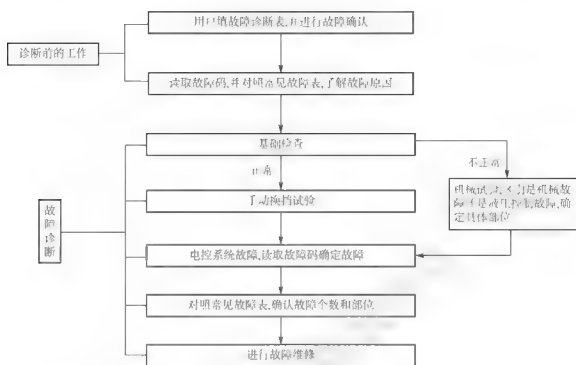 用户填故障诊断表,并进行故障确认
诊断前的工作
读取故障码,并对照常见故障表,了解故障原因
基础检查
正常
不正常
手动换挡试验
机械试验,是机械故
障还是液压控制故障,确
定具体部位
故
障
诊
断
电控系统故障,读取故障码确定故障
对照常见故障表,确认故障个数和部位
进行故障维修